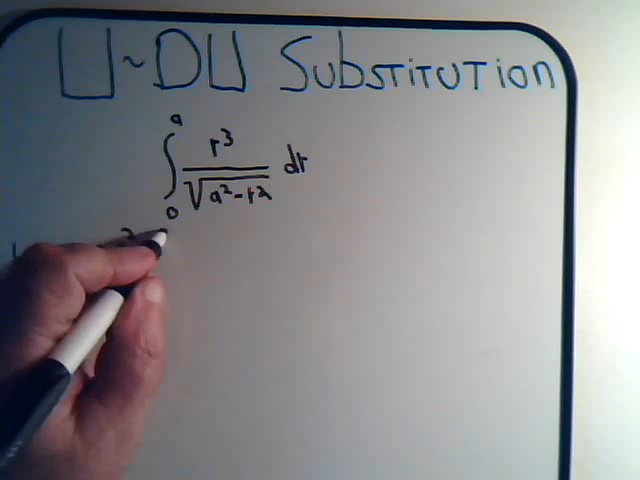 U~DU Substitution
∫₀ᵃ r³/√(a²-r²) dr